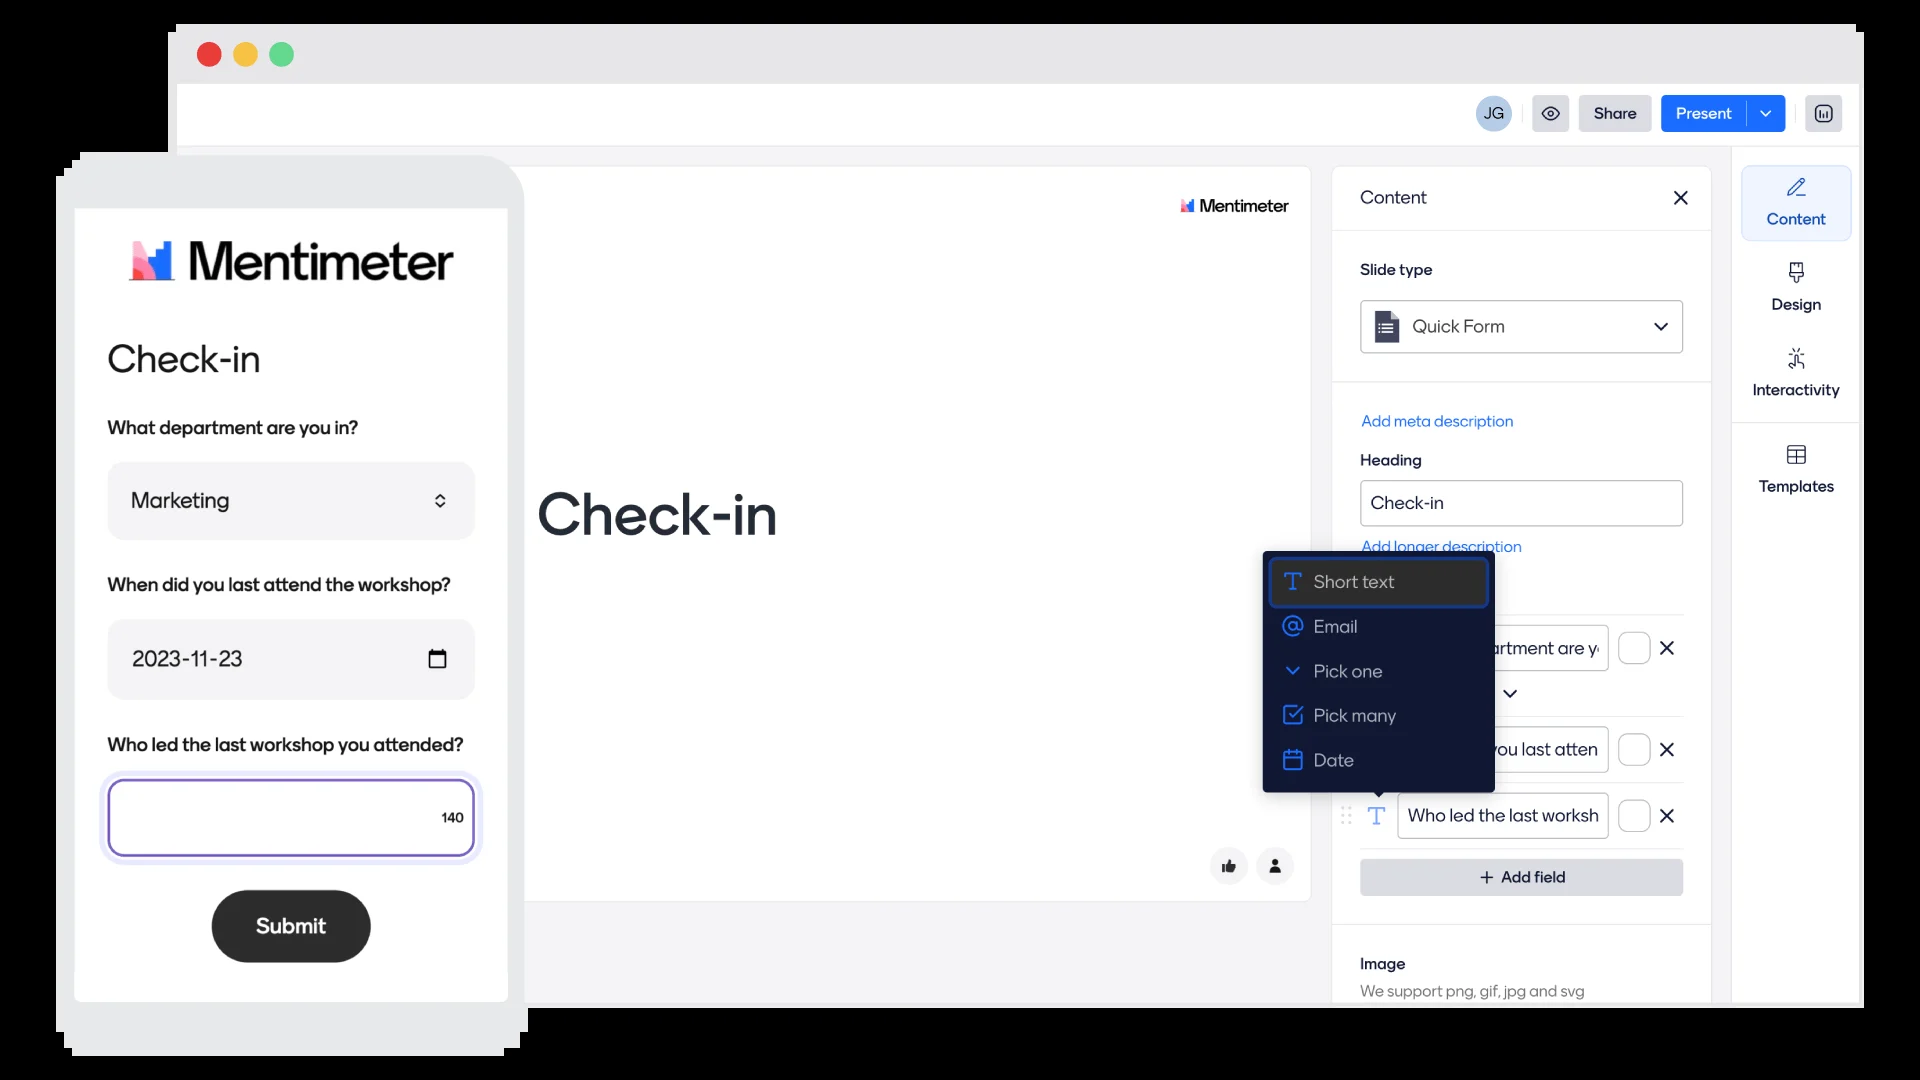 JG
Share
Present
Mentimeter
Check-in
What department are you in?
Marketing
When did you last attend the workshop?
2023-11-23
Who led the last workshop you attended?
140
Submit
Mentimeter
Check-in
Content
Slide type
Quick Form
Add meta description
Heading
Check-in
Add longer description
Short text
Email
Pick one
Pick many
Date
artment are y
you last atten
Who led the last worksh
+ Add field
Image
We support png, gif, jpg and svg
Content
Design
Interactivity
Templates